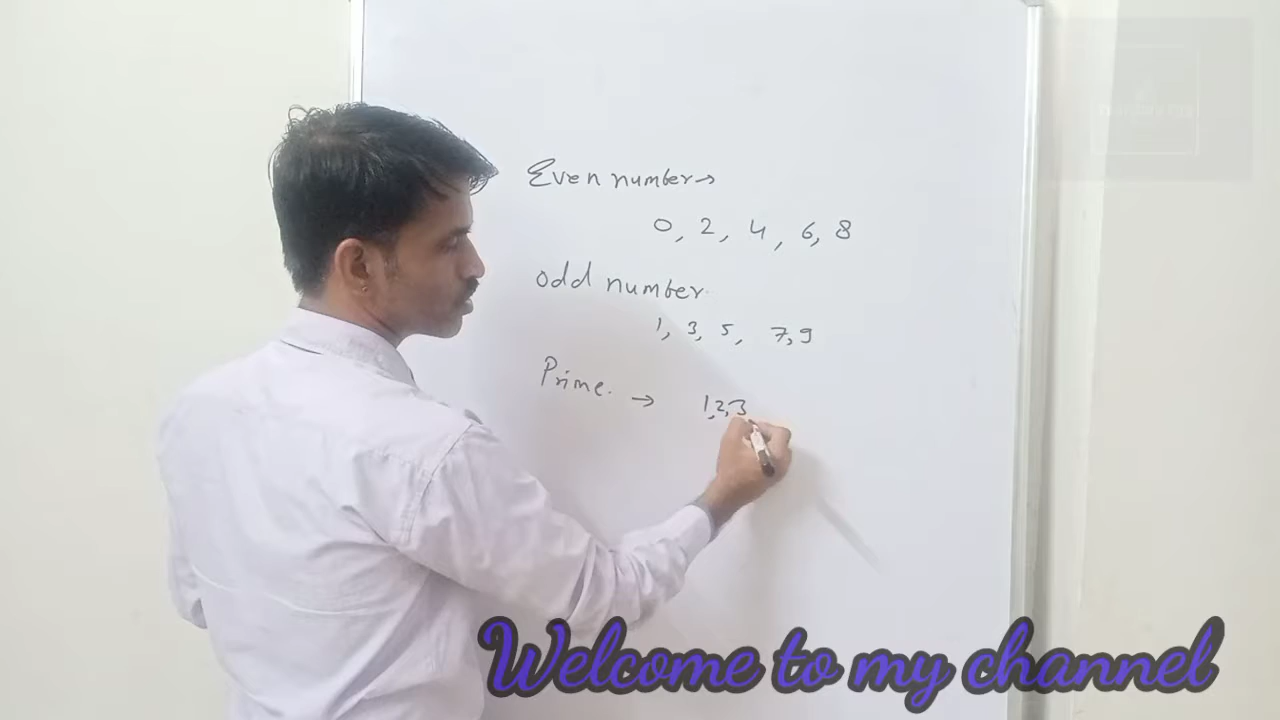 Even number→
0, 2, 4, 6, 8
odd number.
1, 3, 5, 7, 9
Prime. → 1,2,3
Welcome to my channel